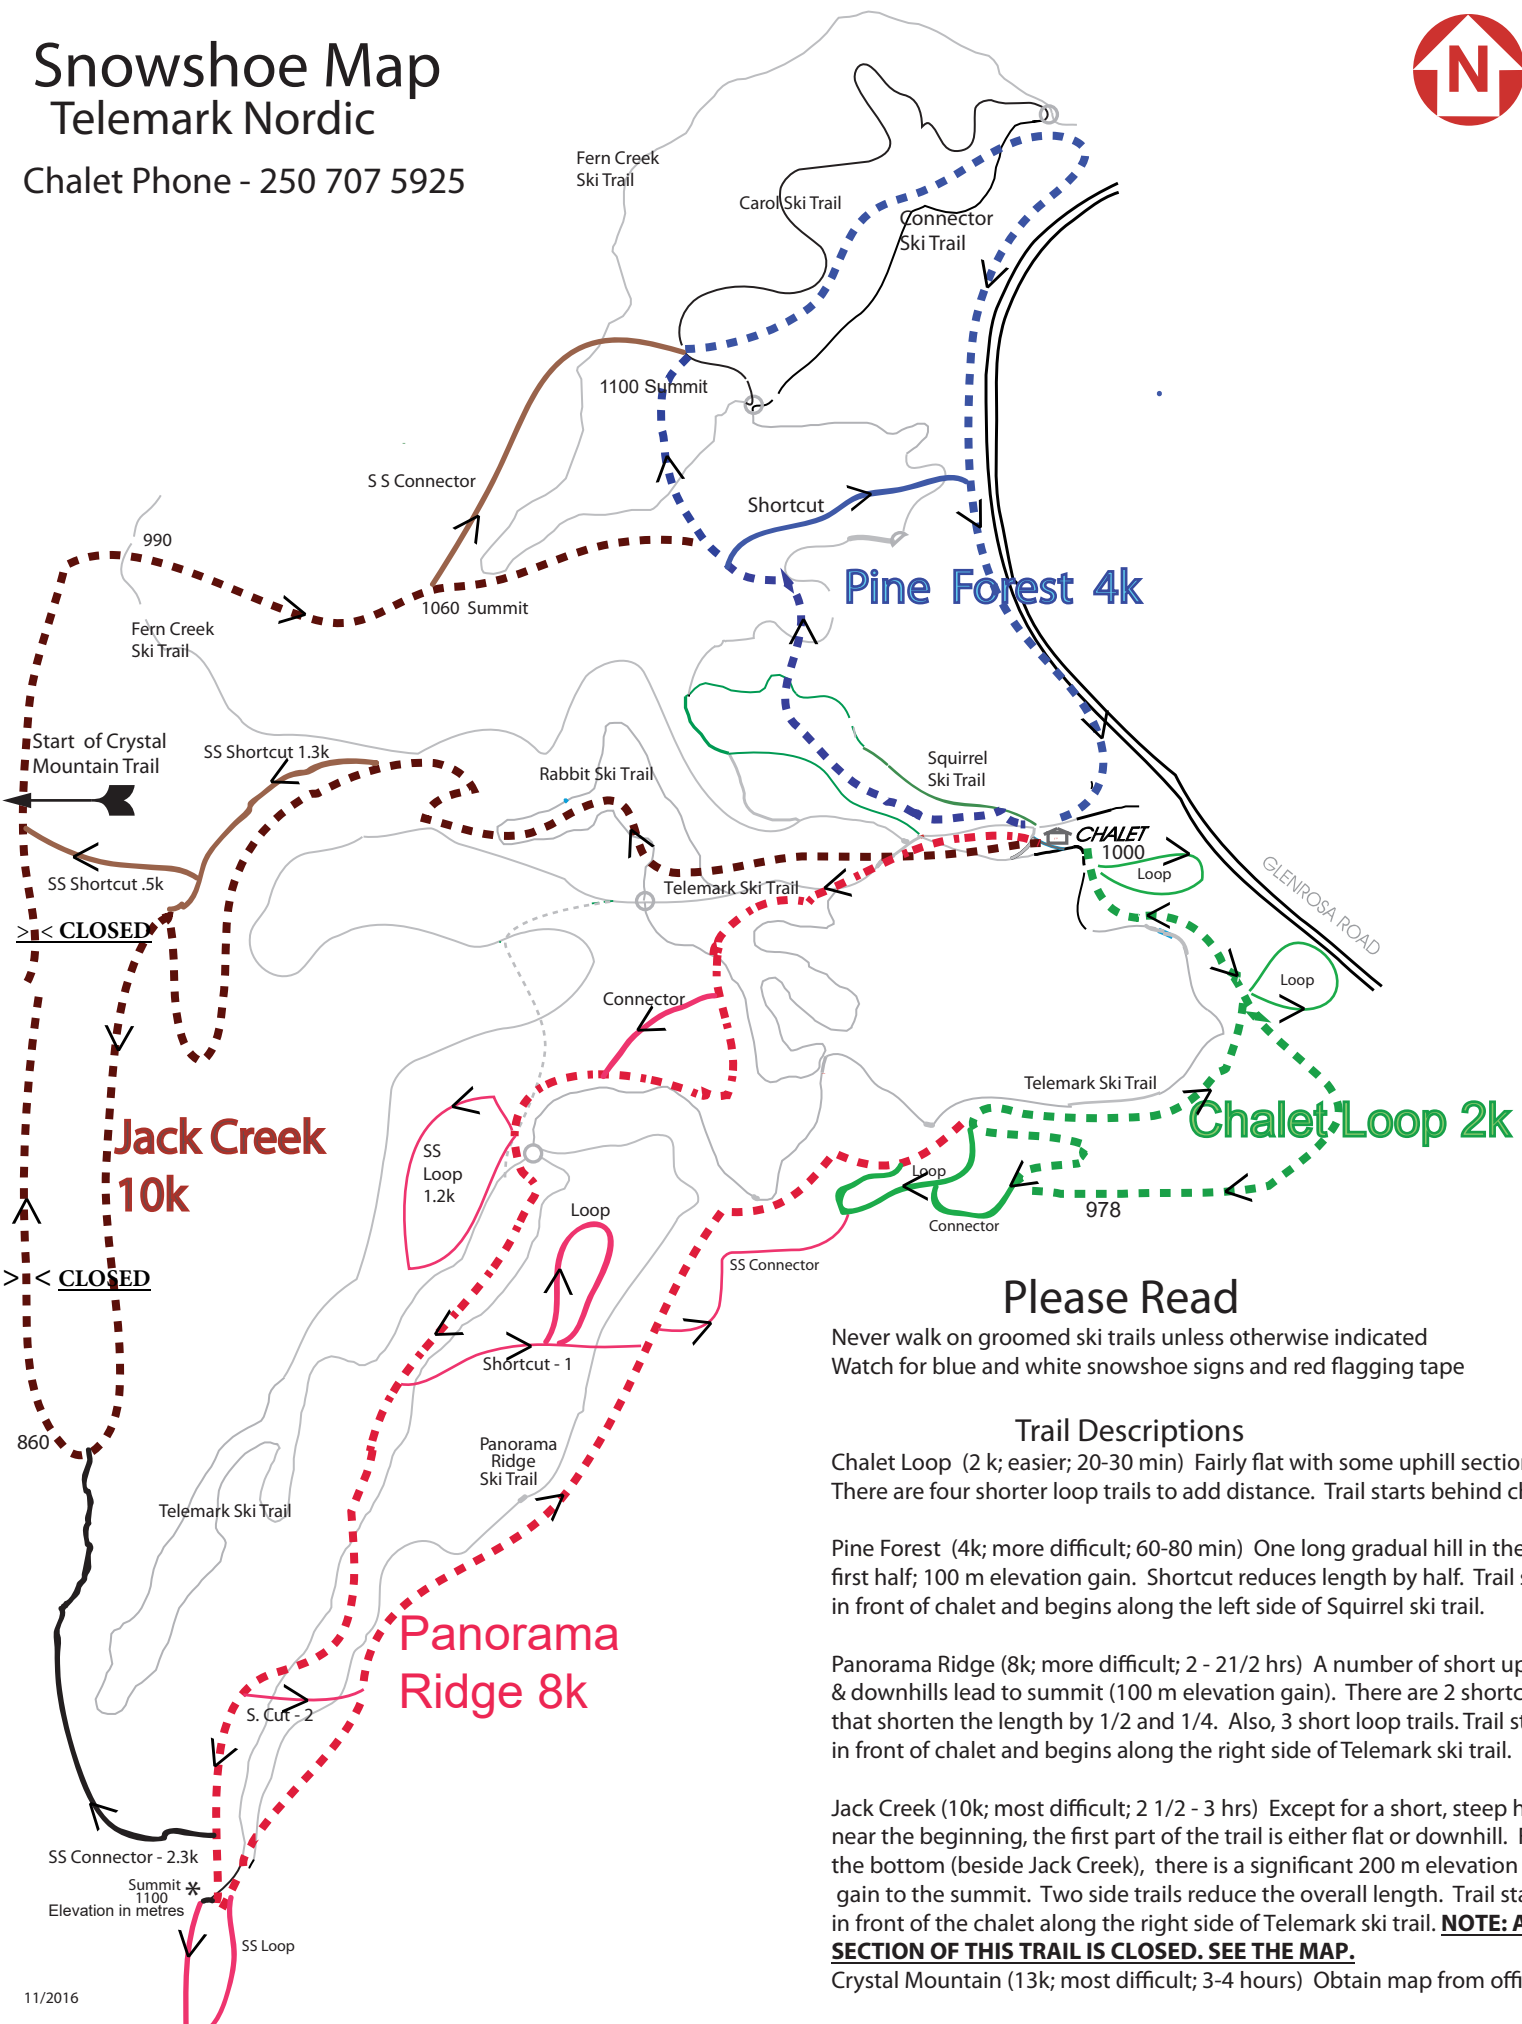 Snowshoe Map
Telemark Nordic
Chalet Phone - 250 707 5925
N
Fern Creek
Ski Trail
Carol Ski Trail
Connector
Ski Trail
1100 Summit
S S Connector
Shortcut
990
1060 Summit
Pine Forest 4k
Fern Creek
Ski Trail
Start of Crystal
Mountain Trail
SS Shortcut 1.3k
Rabbit Ski Trail
Squirrel
Ski Trail
CHALET
1000
Loop
GLENROSA ROAD
SS Shortcut .5k
Telemark Ski Trail
> < CLOSED
Loop
Connector
Telemark Ski Trail
Chalet Loop 2k
Jack Creek
10k
SS
Loop
1.2k
Loop
Loop
Connector
978
SS Connector
> < CLOSED
Shortcut - 1
860
Panorama
Ridge
Ski Trail
Telemark Ski Trail
Panorama
Ridge 8k
S. Cut - 2
SS Connector - 2.3k
Summit
1100
Elevation in metres
SS Loop
11/2016
Please Read
Never walk on groomed ski trails unless otherwise indicated
Watch for blue and white snowshoe signs and red flagging tape
Trail Descriptions
Chalet Loop (2 k; easier; 20-30 min) Fairly flat with some uphill section
There are four shorter loop trails to add distance. Trail starts behind ch
Pine Forest (4k; more difficult; 60-80 min) One long gradual hill in the
first half; 100 m elevation gain. Shortcut reduces length by half. Trail s
in front of chalet and begins along the left side of Squirrel ski trail.
Panorama Ridge (8k; more difficult; 2 - 21/2 hrs) A number of short up
& downhills lead to summit (100 m elevation gain). There are 2 shortc
that shorten the length by 1/2 and 1/4. Also, 3 short loop trails. Trail st
in front of chalet and begins along the right side of Telemark ski trail.
Jack Creek (10k; most difficult; 2 1/2 - 3 hrs) Except for a short, steep h
near the beginning, the first part of the trail is either flat or downhill. F
the bottom (beside Jack Creek), there is a significant 200 m elevation
gain to the summit. Two side trails reduce the overall length. Trail sta
in front of the chalet along the right side of Telemark ski trail. NOTE: A
SECTION OF THIS TRAIL IS CLOSED. SEE THE MAP.
Crystal Mountain (13k; most difficult; 3-4 hours) Obtain map from offi